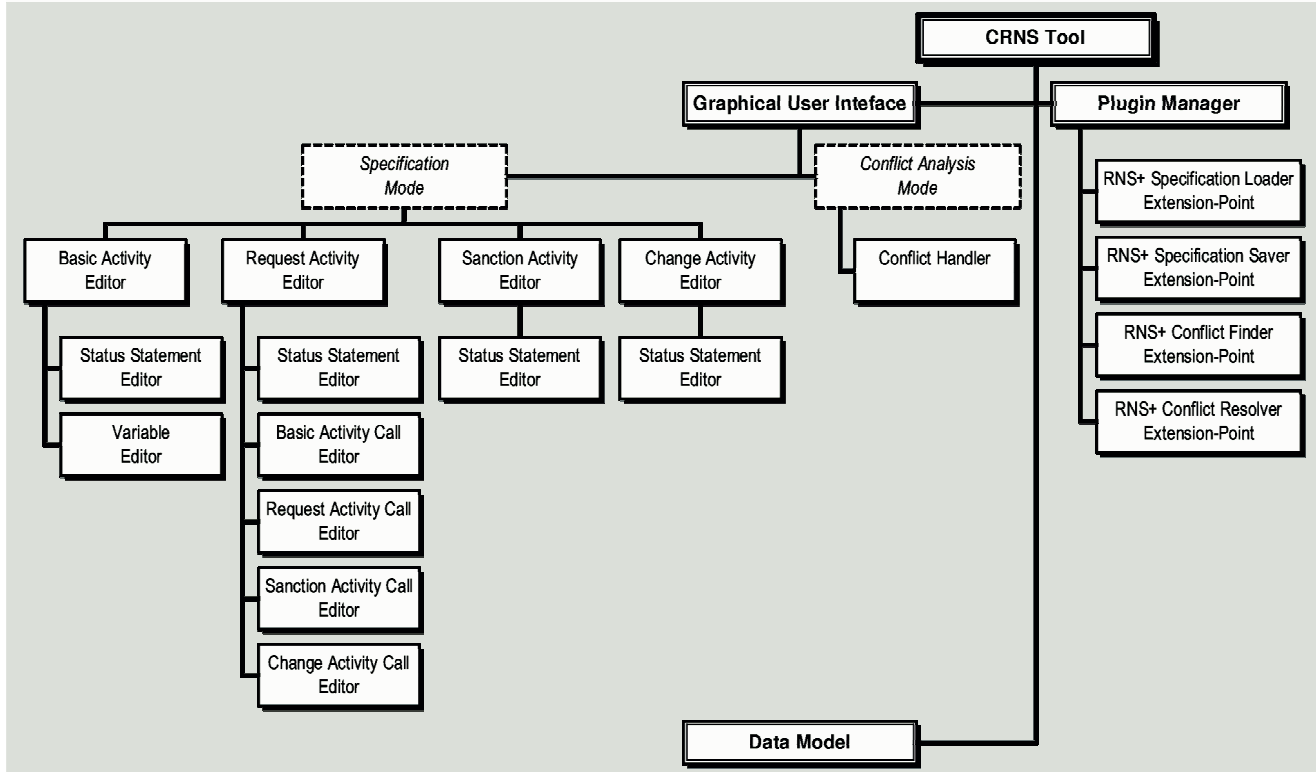 CRNS Tool
Graphical User Inteface
Plugin Manager
Specification
Mode
Conflict Analysis
Mode
Basic Activity
Editor
Request Activity
Editor
Sanction Activity
Editor
Change Activity
Editor
Conflict Handler
RNS+ Specification Loader
Extension-Point
RNS+ Specification Saver
Extension-Point
RNS+ Conflict Finder
Extension-Point
RNS+ Conflict Resolver
Extension-Point
Status Statement
Editor
Variable
Editor
Status Statement
Editor
Basic Activity Call
Editor
Request Activity Call
Editor
Sanction Activity Call
Editor
Change Activity Call
Editor
Status Statement
Editor
Status Statement
Editor
Data Model